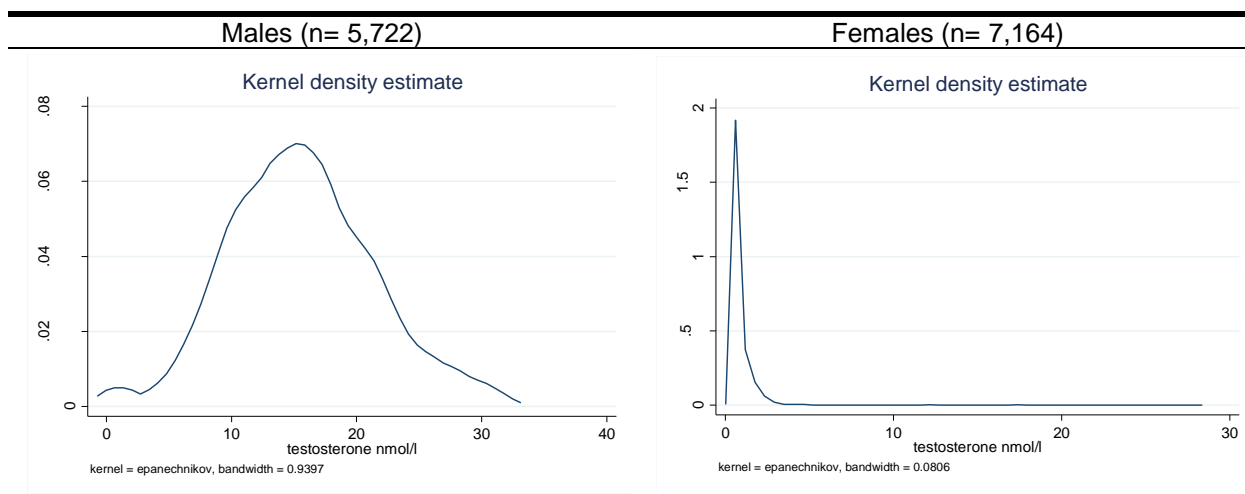 Males (n= 5,722)
Females (n= 7,164)
Kernel density estimate
.08
.06
.04
.02
0
0 10 20 30 40
testosterone nmol/l
kernel = epanechnikov, bandwidth = 0.9397
Kernel density estimate
2
1.5
1
.5
0
0 10 20 30
testosterone nmol/l
kernel = epanechnikov, bandwidth = 0.0806